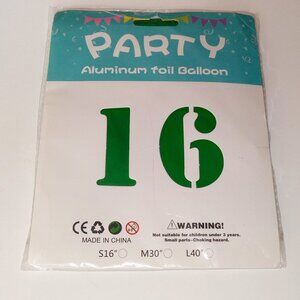 PARTY
Aluminum foil Balloon
16
WARNING!
Not suitable for children under 3 years.
Small parts-Choking hazard.
CE
MADE IN CHINA
S16" M30" L40"